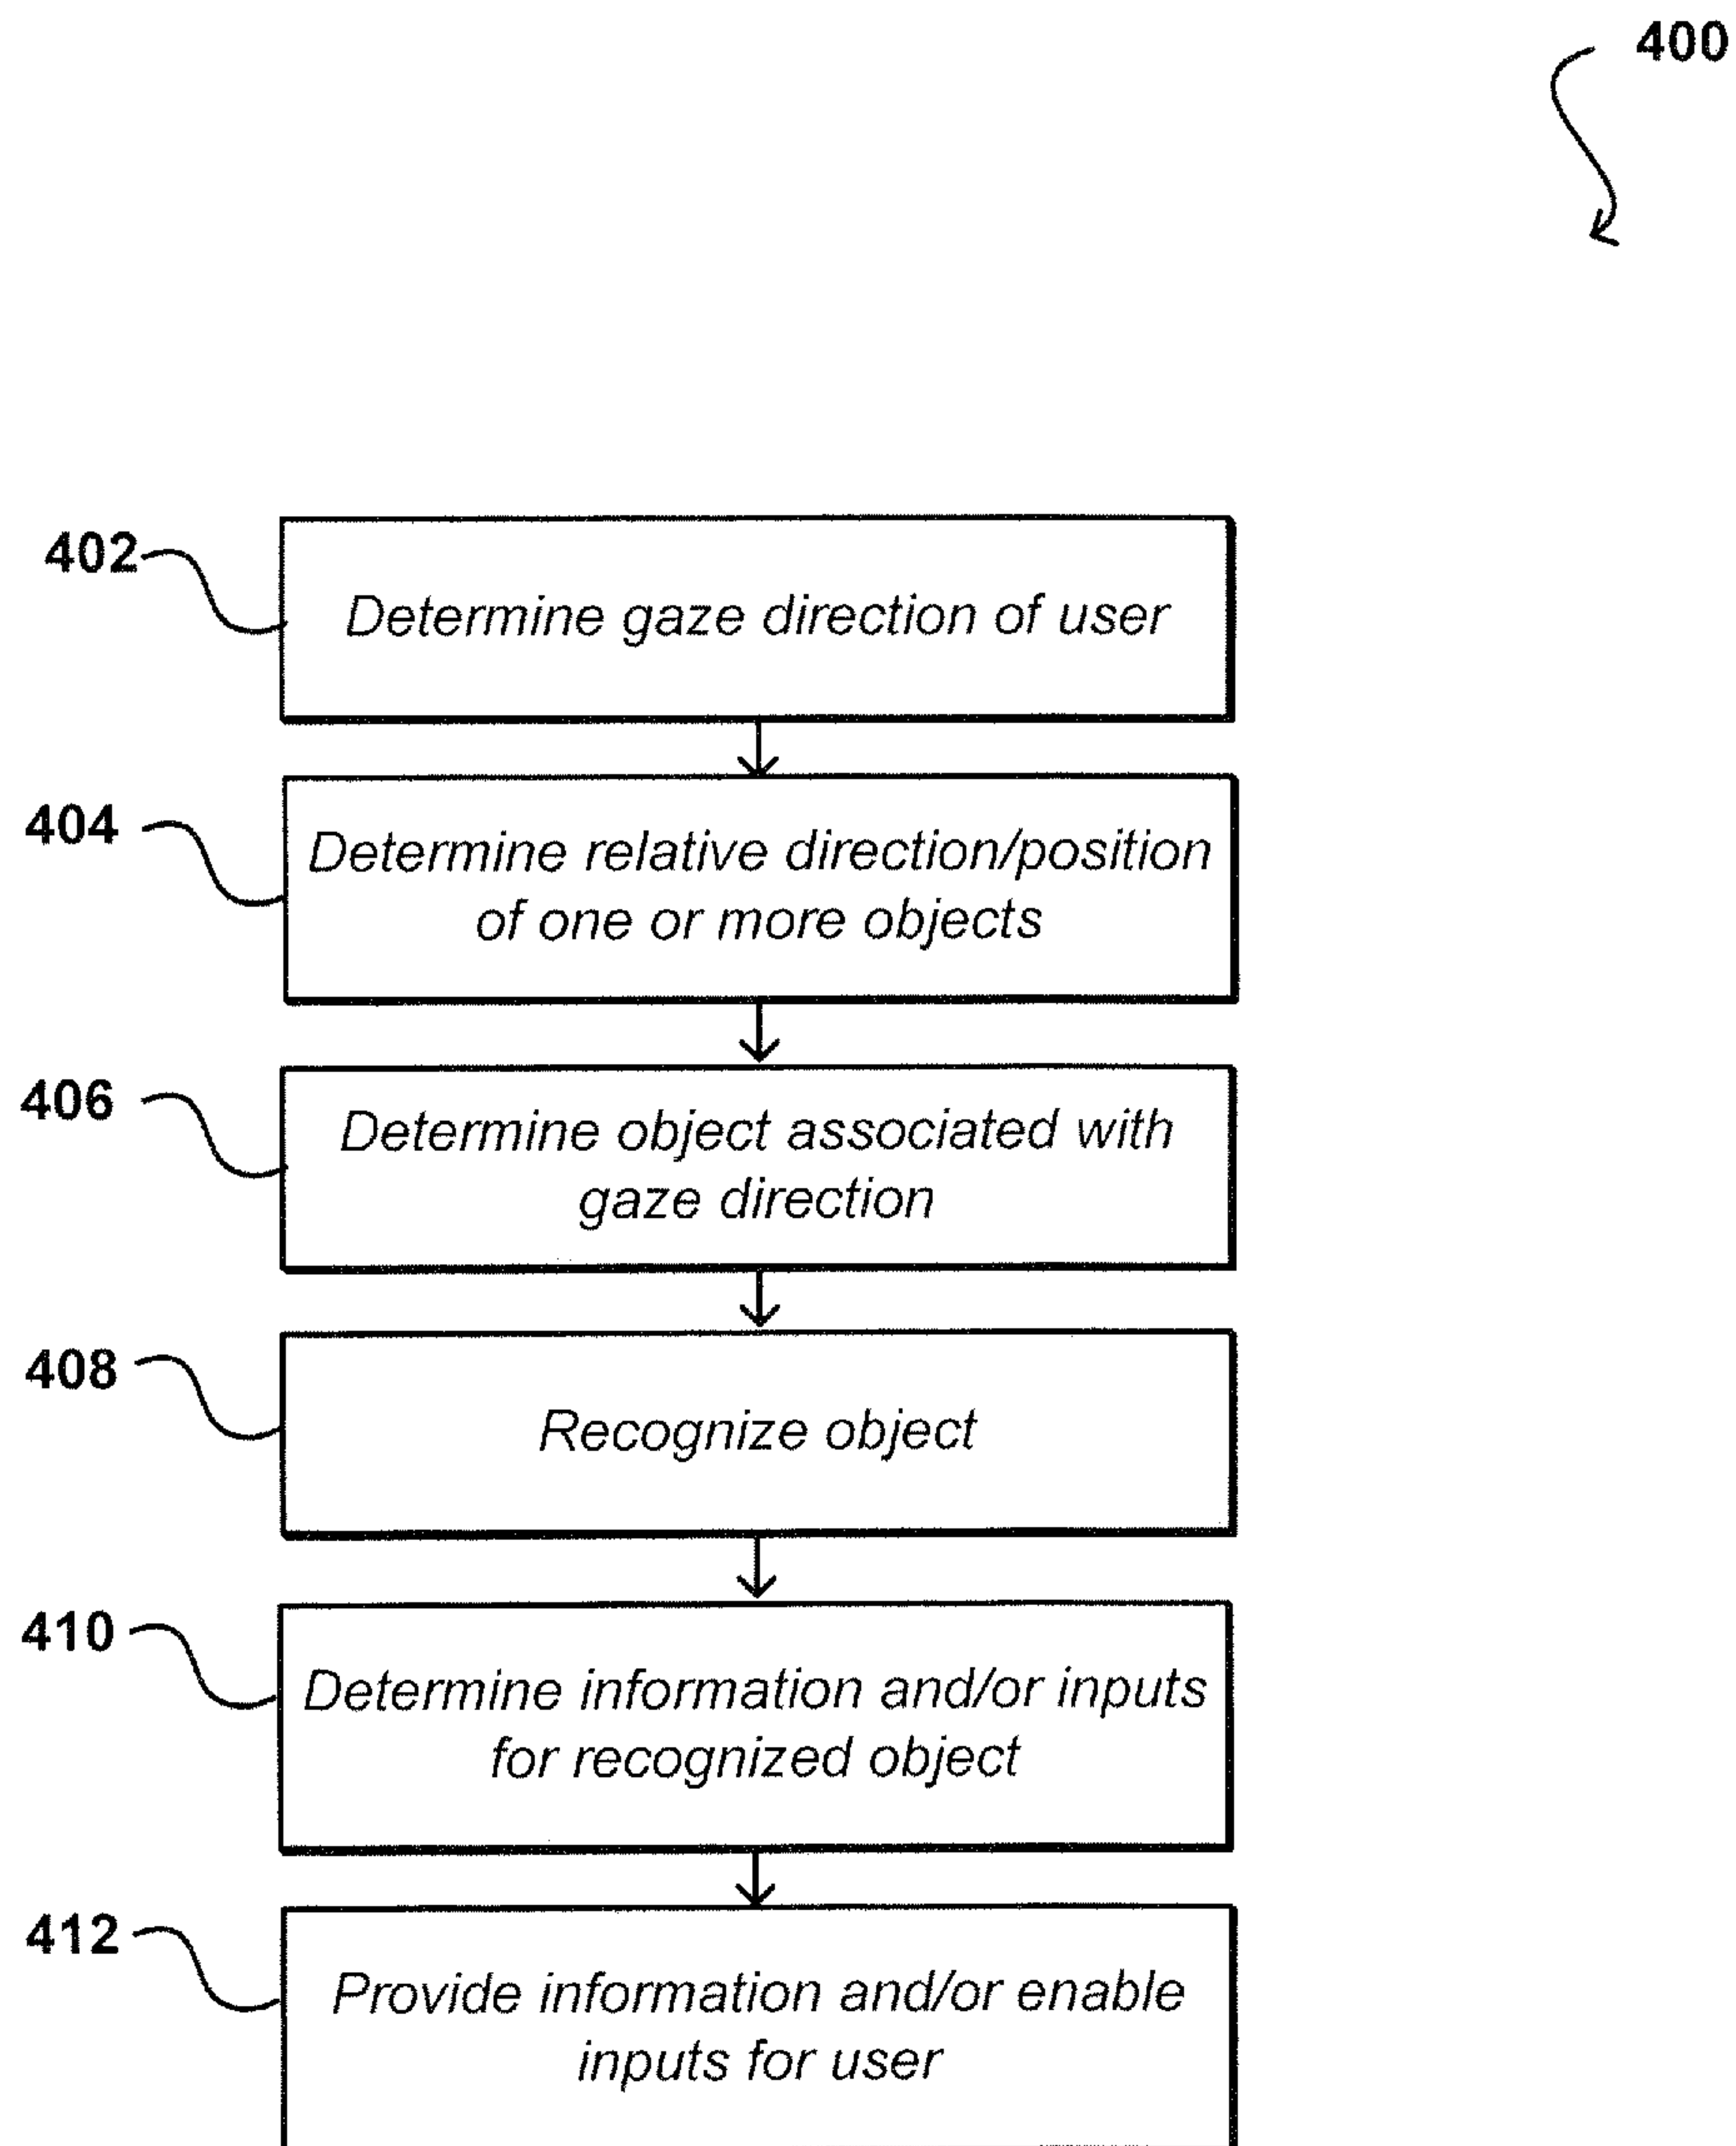 400
402
Determine gaze direction of user
404
Determine relative direction/position
of one or more objects
406
Determine object associated with
gaze direction
408
Recognize object
410
Determine information and/or inputs
for recognized object
412
Provide information and/or enable
inputs for user